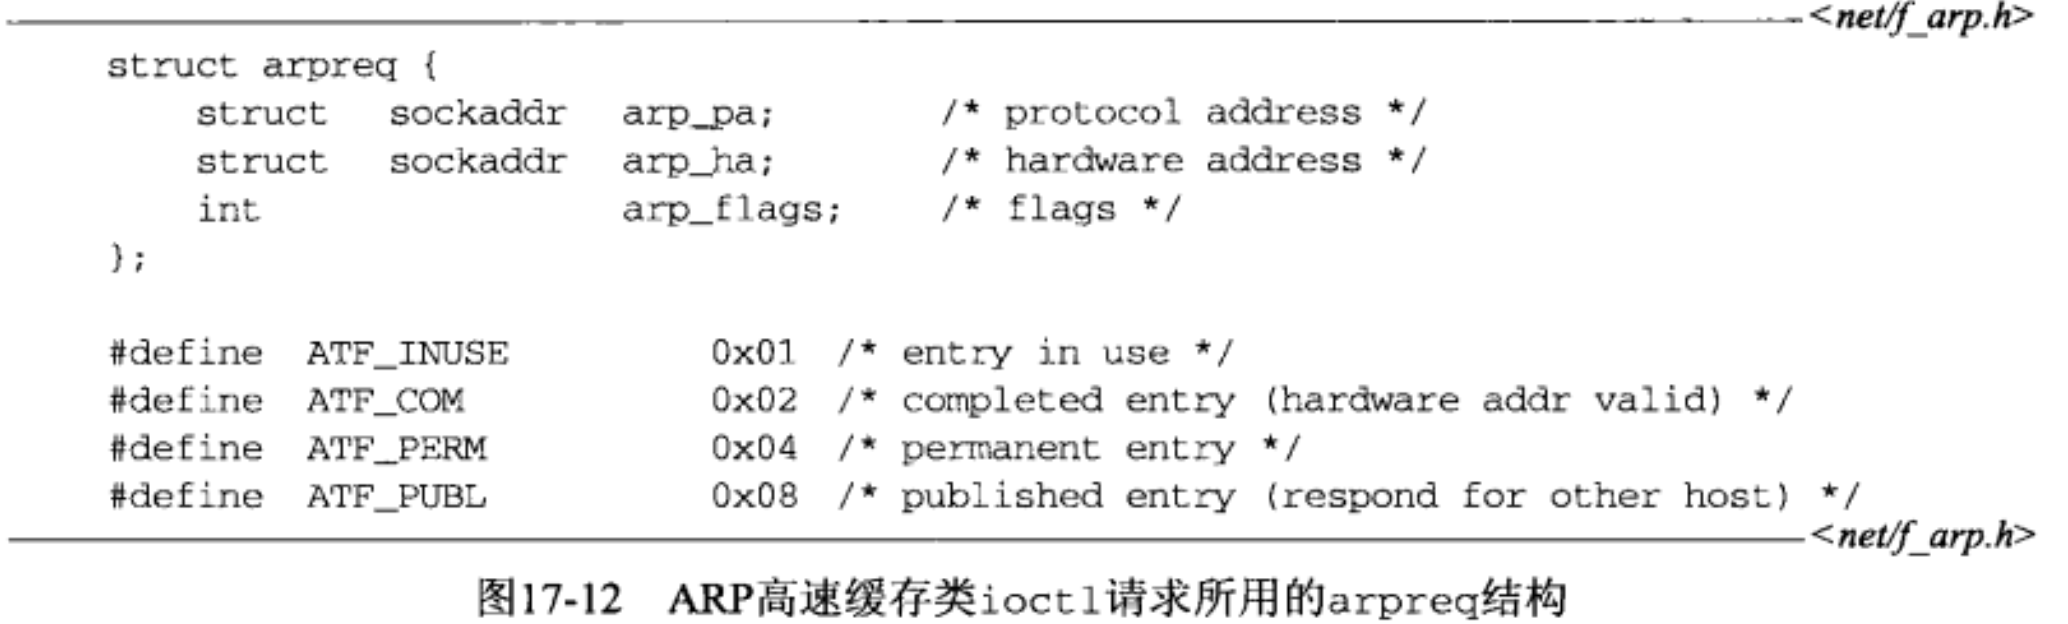 <net/f_arp.h>
struct arpreq {
    struct   sockaddr   arp_pa;        /* protocol address */
    struct   sockaddr   arp_ha;        /* hardware address */
    int                 arp_flags;     /* flags */
};
#define  ATF_INUSE         0x01  /* entry in use */
#define  ATF_COM           0x02  /* completed entry (hardware addr valid) */
#define  ATF_PERM          0x04  /* permanent entry */
#define  ATF_PUBL          0x08  /* published entry (respond for other host) */
<net/f_arp.h>
图17-12 ARP高速缓存类ioctl请求所用的arpreq结构